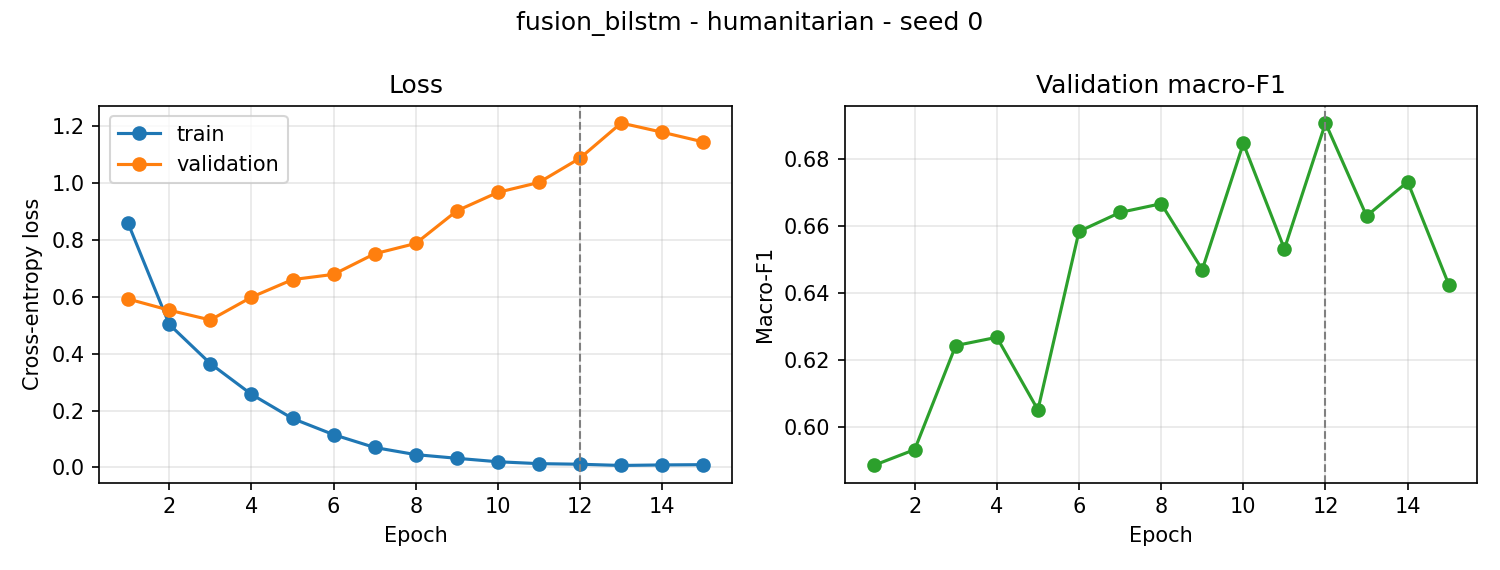 fusion_bilstm - humanitarian - seed 0
Loss
Cross-entropy loss
1.2
1.0
0.8
0.6
0.4
0.2
0.0
train
validation
2 4 6 8 10 12 14
Epoch
Validation macro-F1
Macro-F1
0.68
0.66
0.64
0.62
0.60
2 4 6 8 10 12 14
Epoch